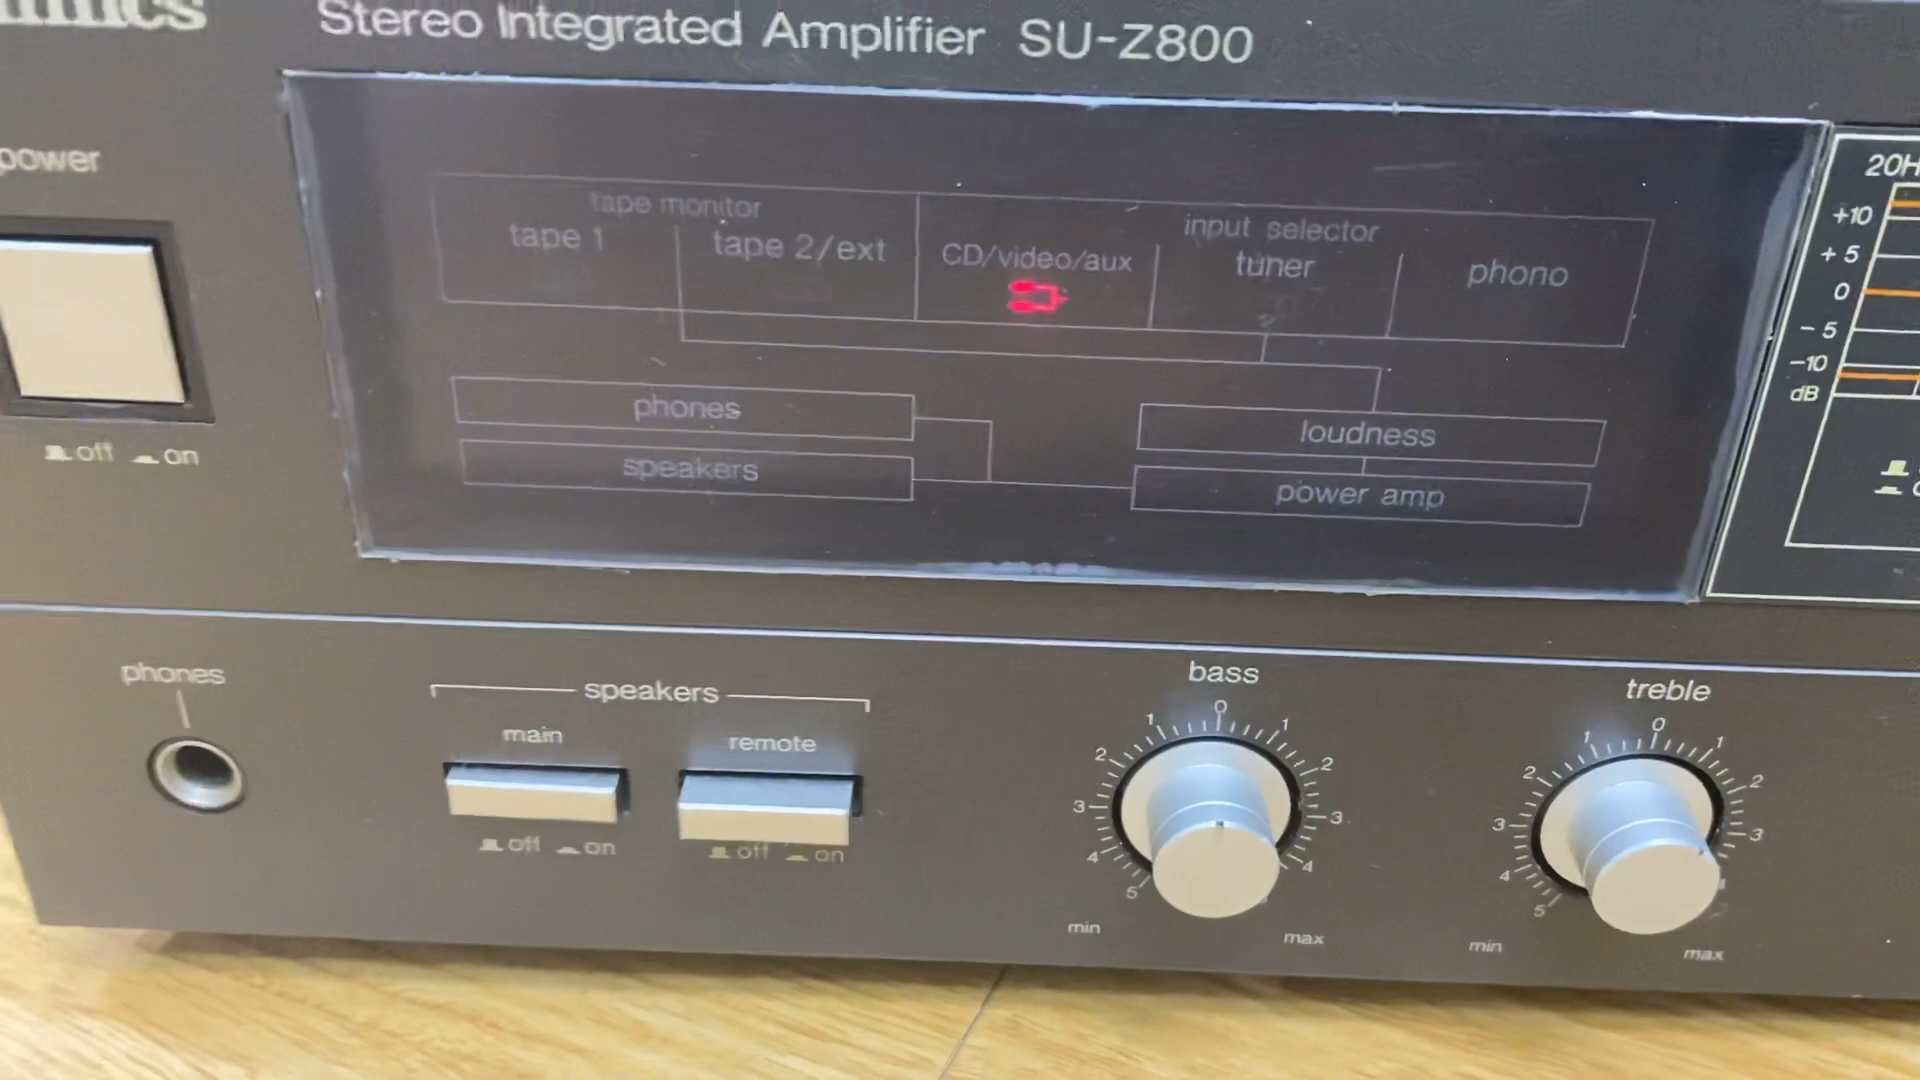 Stereo Integrated Amplifier SU-Z800
power
off on
tape monitor
tape 1
tape 2/ext
input selector
CD/video/aux
tuner
phono
phones
speakers
loudness
power amp
+10
+5
0
-5
-10
dB
phones
speakers
main
remote
off on
off on
bass
5 4 3 2 1 0 1 2 3 4
min max
treble
5 4 3 2 1 0 1 2 3
min max